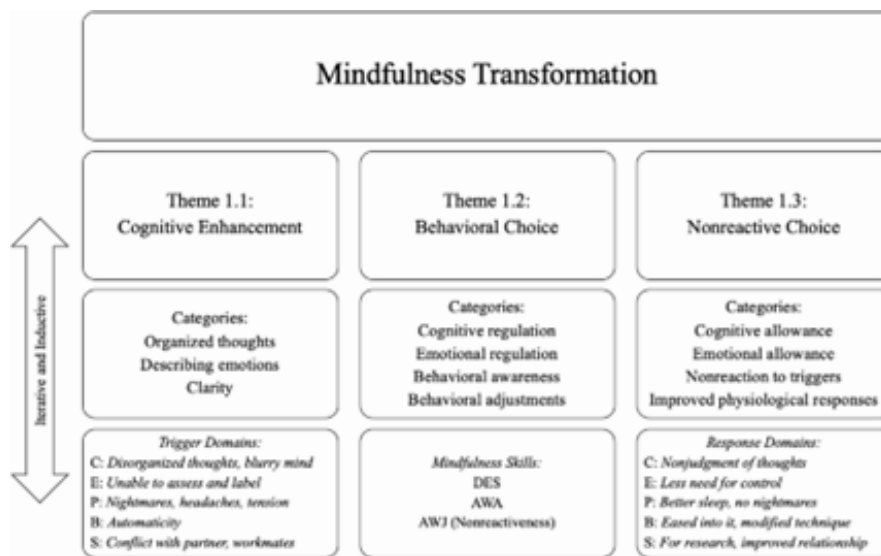 Mindfulness Transformation
Theme 1.1:
Cognitive Enhancement
Theme 1.2:
Behavioral Choice
Theme 1.3:
Nonreactive Choice
Iterative and Inductive
Categories:
Organized thoughts
Describing emotions
Clarity
Categories:
Cognitive regulation
Emotional regulation
Behavioral awareness
Behavioral adjustments
Categories:
Cognitive allowance
Emotional allowance
Nonreaction to triggers
Improved physiological responses
Trigger Domains:
C: Disorganized thoughts, blurry mind
E: Unable to assess and label
P: Nightmares, headaches, tension
B: Automaticity
S: Conflict with partner, workmates
Mindfulness Skills:
DES
AWA
AWJ (Nonreactiveness)
Response Domains:
C: Nonjudgment of thoughts
E: Less need for control
P: Better sleep, no nightmares
B: Eased into it, modified technique
S: For research, improved relationship